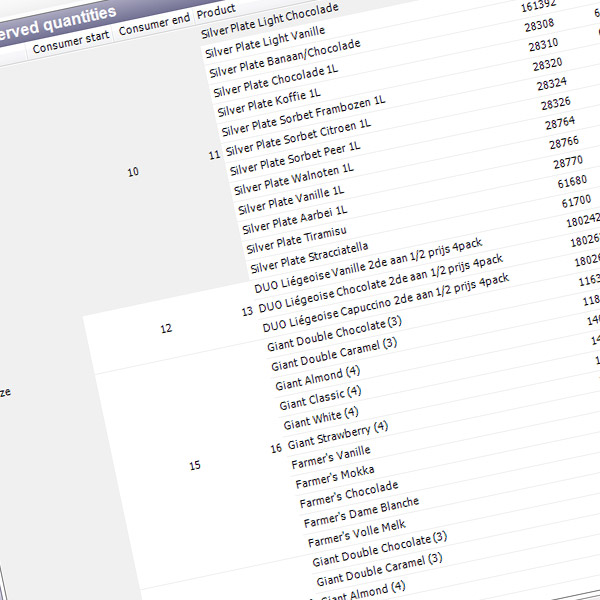 erved quantities
Consumer start Consumer end Product
Silver Plate Light Chocolade 161392
Silver Plate Light Vanille 28308
Silver Plate Banaan/Chocolade 28310
Silver Plate Chocolade 1L 28320
Silver Plate Koffie 1L 28324
Silver Plate Sorbet Frambozen 1L 28326
10 11 Silver Plate Sorbet Citroen 1L 28764
Silver Plate Sorbet Peer 1L 28766
Silver Plate Walnoten 1L 28770
Silver Plate Vanille 1L 61680
Silver Plate Aarbei 1L 61700
Silver Plate Tiramisu 180242
Silver Plate Stracciatella
DUO Liégeoise Vanille 2de aan 1/2 prijs 4pack
12 13 DUO Liégeoise Chocolate 2de aan 1/2 prijs 4pack
DUO Liégeoise Capuccino 2de aan 1/2 prijs 4pack
Giant Double Chocolate (3)
Giant Double Caramel (3)
ze
Giant Almond (4)
Giant Classic (4)
Giant White (4)
15 16 Giant Strawberry (4)
Farmer's Vanille
Farmer's Mokka
Farmer's Chocolade
Farmer's Dame Blanche
Farmer's Volle Melk
Giant Double Chocolate (3)
Giant Double Caramel (3)
Giant Almond (4)